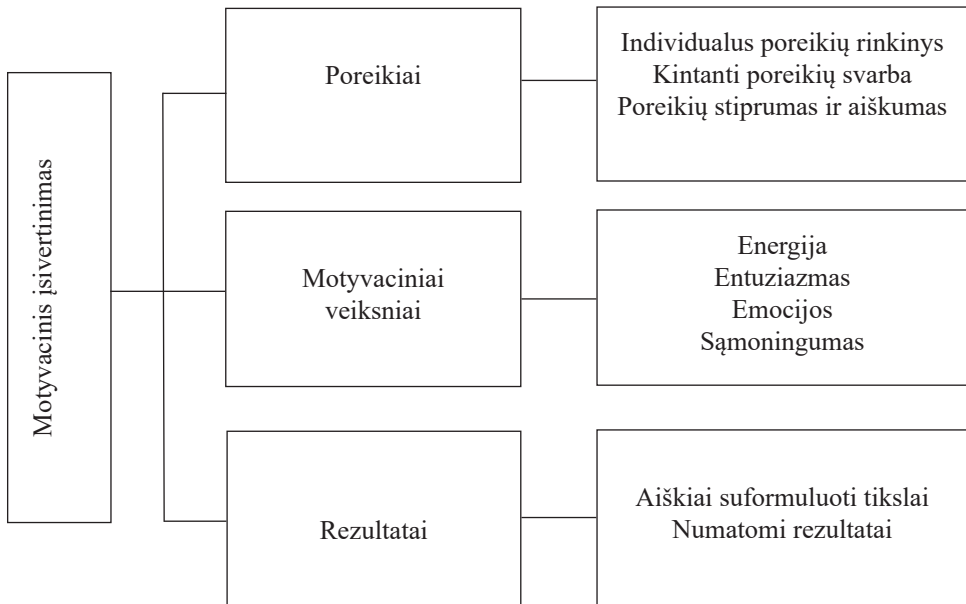 Motyvacinis įsivertinimas
Poreikiai
Individualus poreikių rinkinys
Kintanti poreikių svarba
Poreikių stiprumas ir aiškumas
Motyvaciniai
veiksniai
Energija
Entuziazmas
Emocijos
Sąmoningumas
Rezultatai
Aiškiai suformuluoti tikslai
Numatomi rezultatai